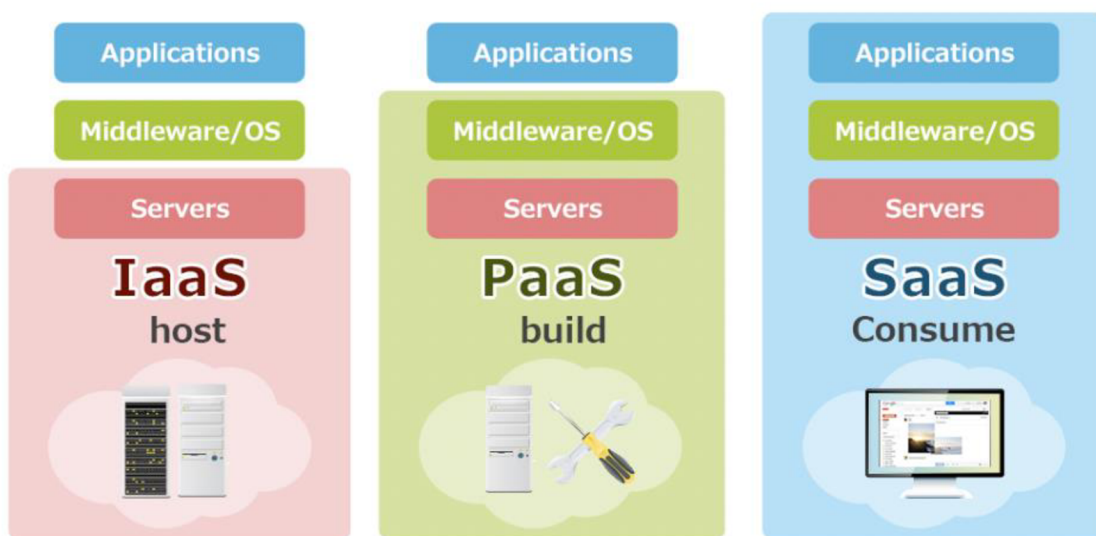 Applications
Middleware/OS
Servers
IaaS
host
Applications
Middleware/OS
Servers
PaaS
build
Applications
Middleware/OS
Servers
SaaS
Consume